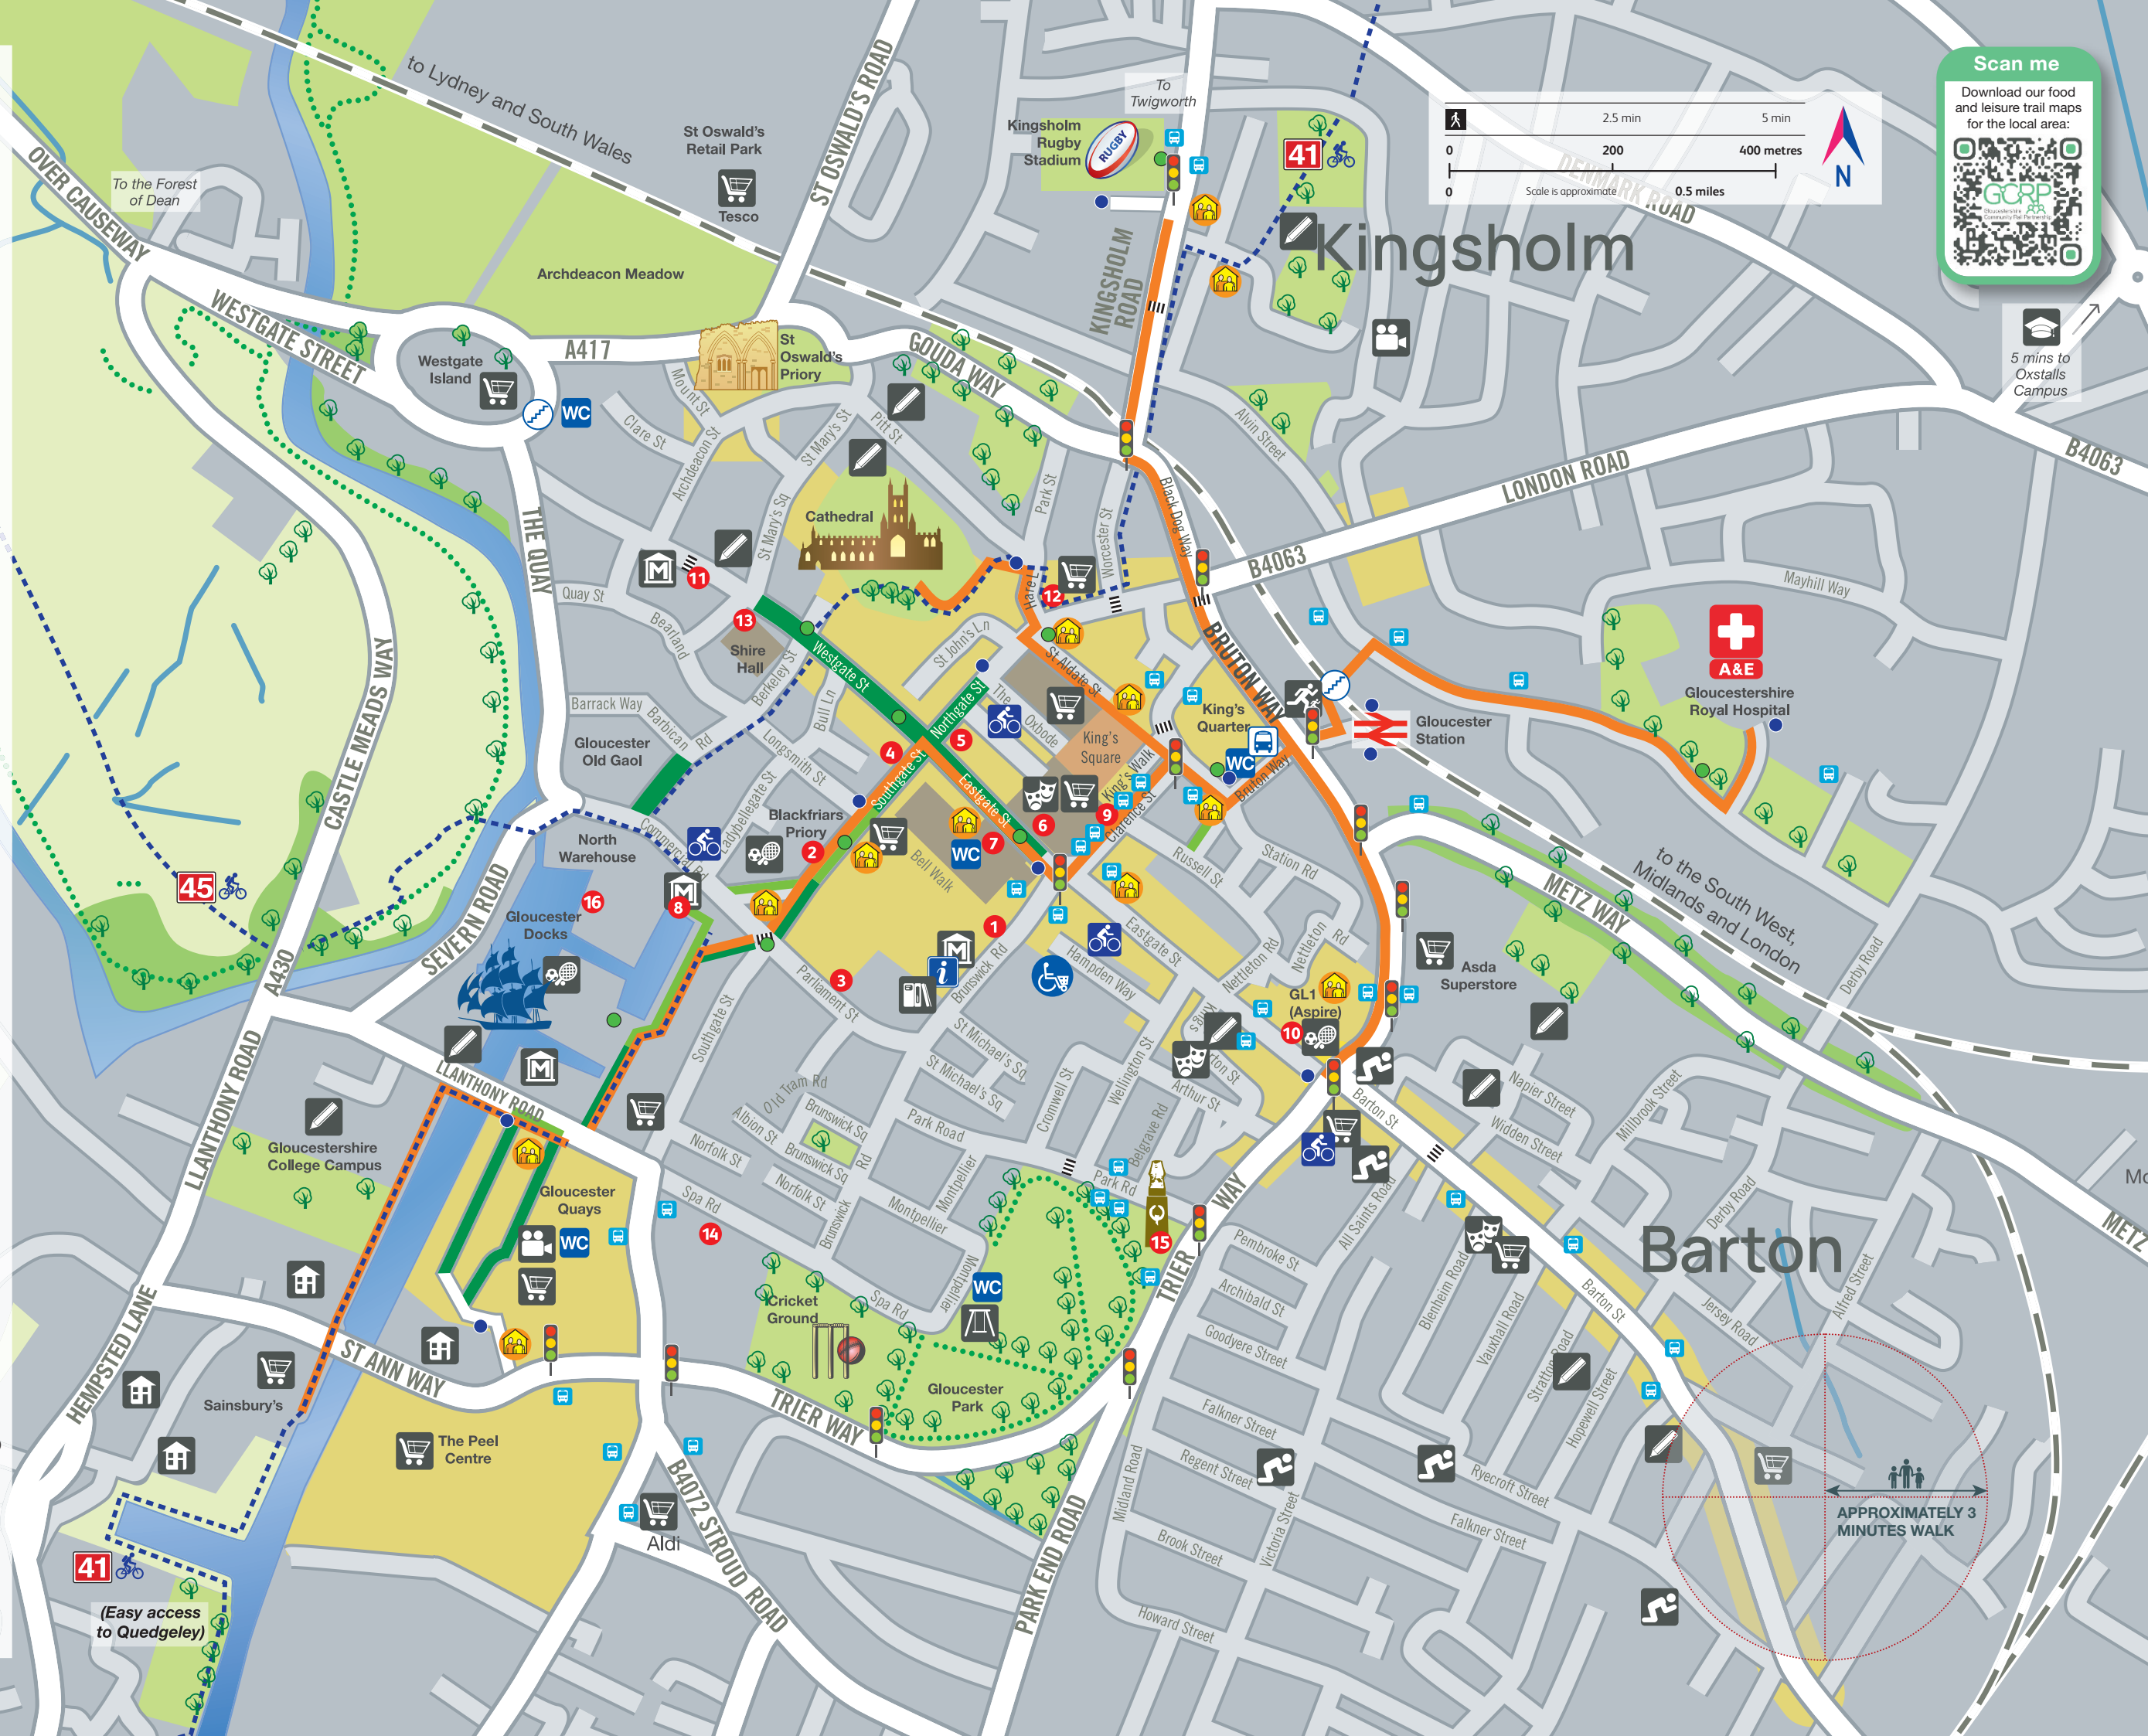 Scan me
Download our food
and leisure trail maps
for the local area:
GCRP
Gloucestershire
Community Rail Partnership
5 mins to
Oxstalls
Campus
2.5 min
5 min
0
200
400 metres
0
Scale is approximate
0.5 miles
N
DENMARK ROAD
to Lydney and South Wales
St Oswald's
Retail Park
Tesco
ST OSWALD'S ROAD
To
Twigworth
Kingsholm
Rugby
Stadium
RUGBY
41
Kingsholm
KINGSHOLM
ROAD
OVER CAUSEWAY
To the Forest
of Dean
Archdeacon Meadow
WESTGATE STREET
Westgate
Island
A417
St
Oswald's
Priory
GOUDA WAY
WC
Mount St
Clare St
Archdeacon St
St Mary's St
Pitt St
Park St
Worcester St
Alvin Street
Black Dog Way
LONDON ROAD
B4063
B4063
THE QUAY
St Mary's Sq
Cathedral
11
Quay St
Bearland
13
Shire
Hall
Westgate St
Berkeley St
Bull Ln
St John's Ln
Hare L
12
St Aldate St
Northgate St
The
Oxbode
King's
Square
King's
Quarter
WC
BRUTON WAY
Bruton Way
Gloucester
Station
Mayhill Way
A&E
Gloucestershire
Royal Hospital
Barrack Way
Barbican
Rd
Gloucester
Old Gaol
Longsmith St
Ladybellegate St
Commercial Rd
4
5
Southgate St
Eastgate St
King's Walk
Clarence St
9
6
7
WC
Bell Walk
Blackfriars
Priory
2
8
CASTLE MEADS WAY
North
Warehouse
16
Gloucester
Docks
SEVERN ROAD
45
A430
1
3
Parliament St
Brunswick Rd
Southgate St
Russell St
Station Rd
Eastgate St
Hampden Way
Nettleton Rd
Nettleton
Rd
GL1
(Aspire)
10
Asda
Superstore
METZ WAY
to the South West,
Midlands and London
Derby Road
LLANTHONY ROAD
LLANTHONY ROAD
Gloucestershire
College Campus
Gloucester
Quays
WC
St Michael's Sq
St Michael's Sq
Old Tram Rd
Albion St
Brunswick Sq
Brunswick Sq
Norfolk St
Norfolk St
Brunswick
Rd
Park Road
Montpellier
Montpellier
Montpellier
Cromwell St
Wellington St
Arthur St
Belgrave Rd
Park Rd
Spa Rd
Spa Rd
14
15
Barton St
Napier Street
Widden Street
Millbrook Street
Derby Road
Barton
METZ
Pembroke St
All Saints Road
Archibald St
Goodyere Street
Blenheim Road
Vauxhall Road
Stratton Road
Hopewell Street
Barton St
Jersey Road
Alfred Street
TRIER WAY
TRIER WAY
Cricket
Ground
WC
Gloucester
Park
HEMPSTED LANE
ST ANN WAY
Sainsbury's
The Peel
Centre
B4072 STROUD ROAD
Aldi
PARK END ROAD
Midland Road
Falkner Street
Regent Street
Brook Street
Victoria Street
Howard Street
Ryecroft Street
Falkner Street
APPROXIMATELY 3
MINUTES WALK
41
(Easy access
to Quedgeley)